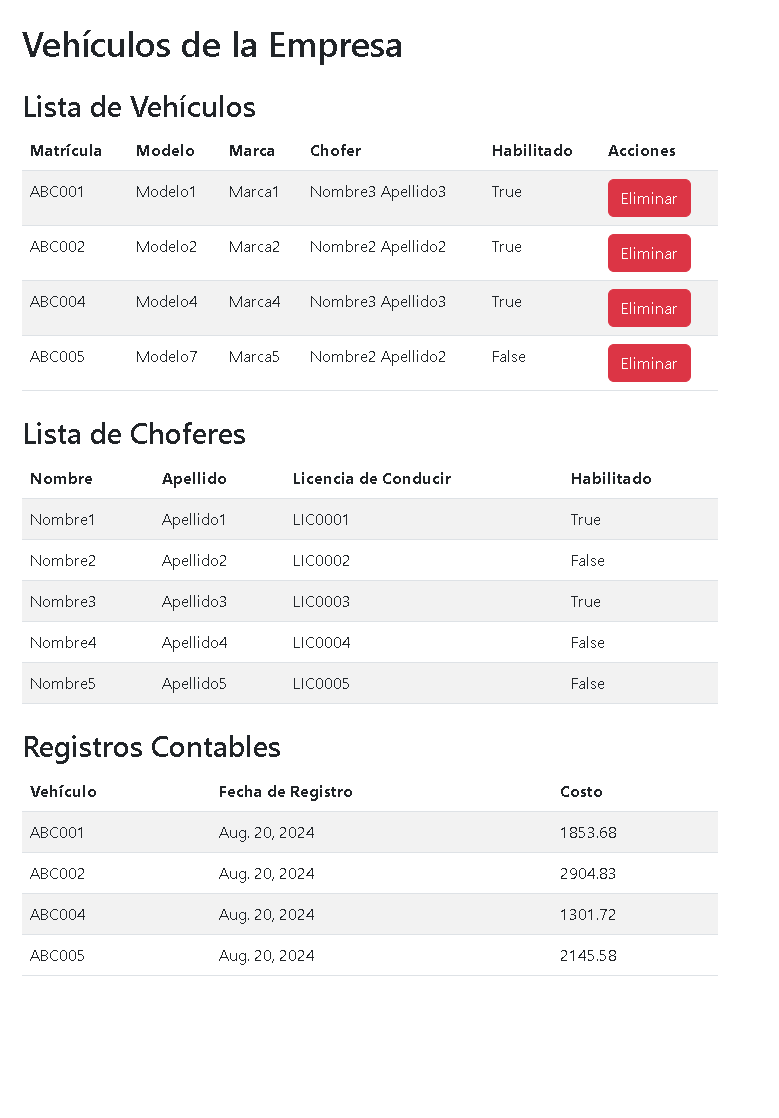 Vehículos de la Empresa
Lista de Vehículos
Matrícula Modelo Marca Chofer Habilitado Acciones
ABC001 Modelo1 Marca1 Nombre3 Apellido3 True Eliminar
ABC002 Modelo2 Marca2 Nombre2 Apellido2 True Eliminar
ABC004 Modelo4 Marca4 Nombre3 Apellido3 True Eliminar
ABC005 Modelo7 Marca5 Nombre2 Apellido2 False Eliminar
Lista de Choferes
Nombre Apellido Licencia de Conducir Habilitado
Nombre1 Apellido1 LIC0001 True
Nombre2 Apellido2 LIC0002 False
Nombre3 Apellido3 LIC0003 True
Nombre4 Apellido4 LIC0004 False
Nombre5 Apellido5 LIC0005 False
Registros Contables
Vehículo Fecha de Registro Costo
ABC001 Aug. 20, 2024 1853.68
ABC002 Aug. 20, 2024 2904.83
ABC004 Aug. 20, 2024 1301.72
ABC005 Aug. 20, 2024 2145.58